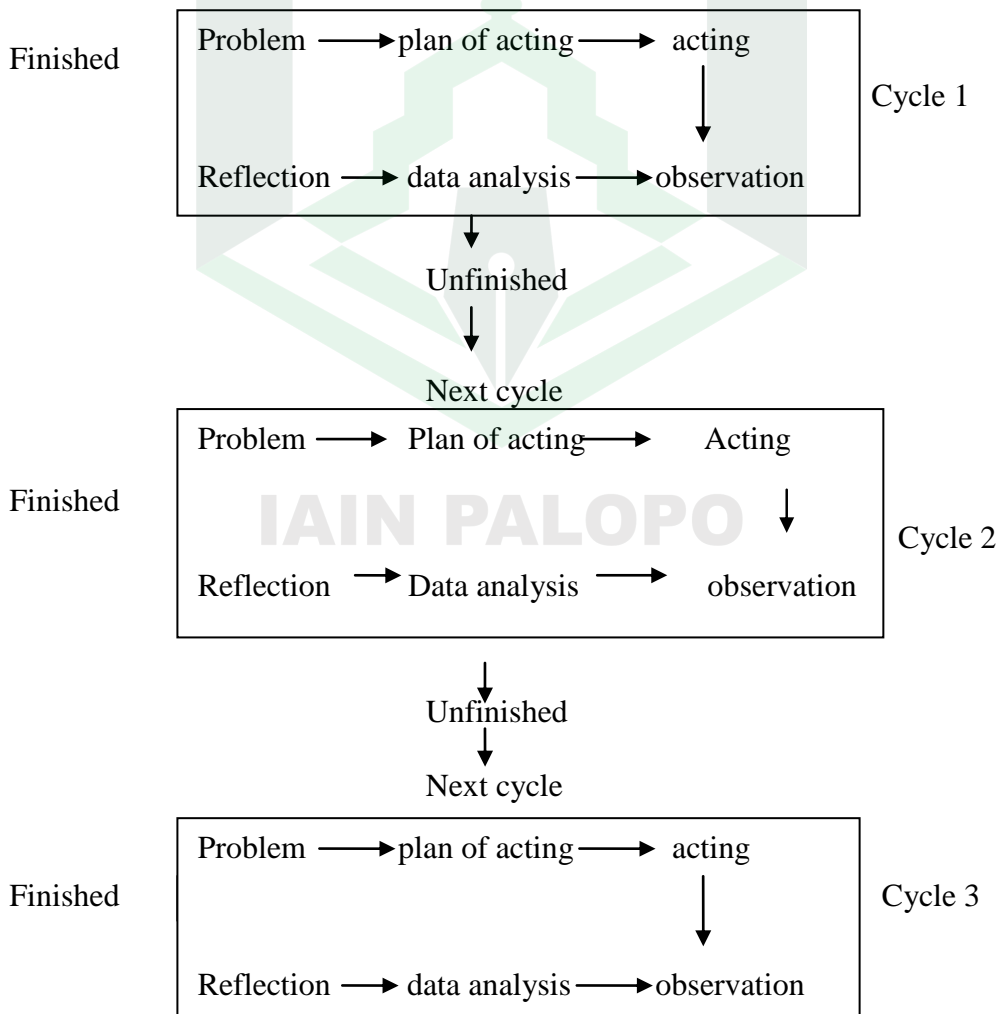 Problem plan of acting acting
Finished
Cycle 1
Reflection data analysis observation
Unfinished
Next cycle
Problem Plan of acting Acting
Finished
IAIN PALOPO
Cycle 2
Reflection Data analysis observation
Unfinished
Next cycle
Problem plan of acting acting
Finished Cycle 3
Reflection data analysis observation